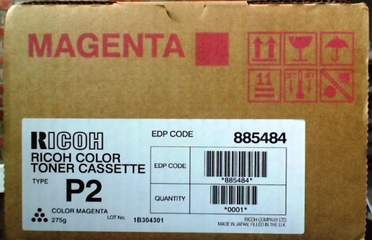 MAGENTA
11
RICOH
RICOH COLOR
TONER CASSETTE
TYPE P2
COLOR MAGENTA
275g
LOT No. 1B304301
EDP CODE 885484
EDP CODE
*885484*
QUANTITY
*0001*
RICOH COMPANY LTD
MADE IN JAPAN, FILLED IN U.K.